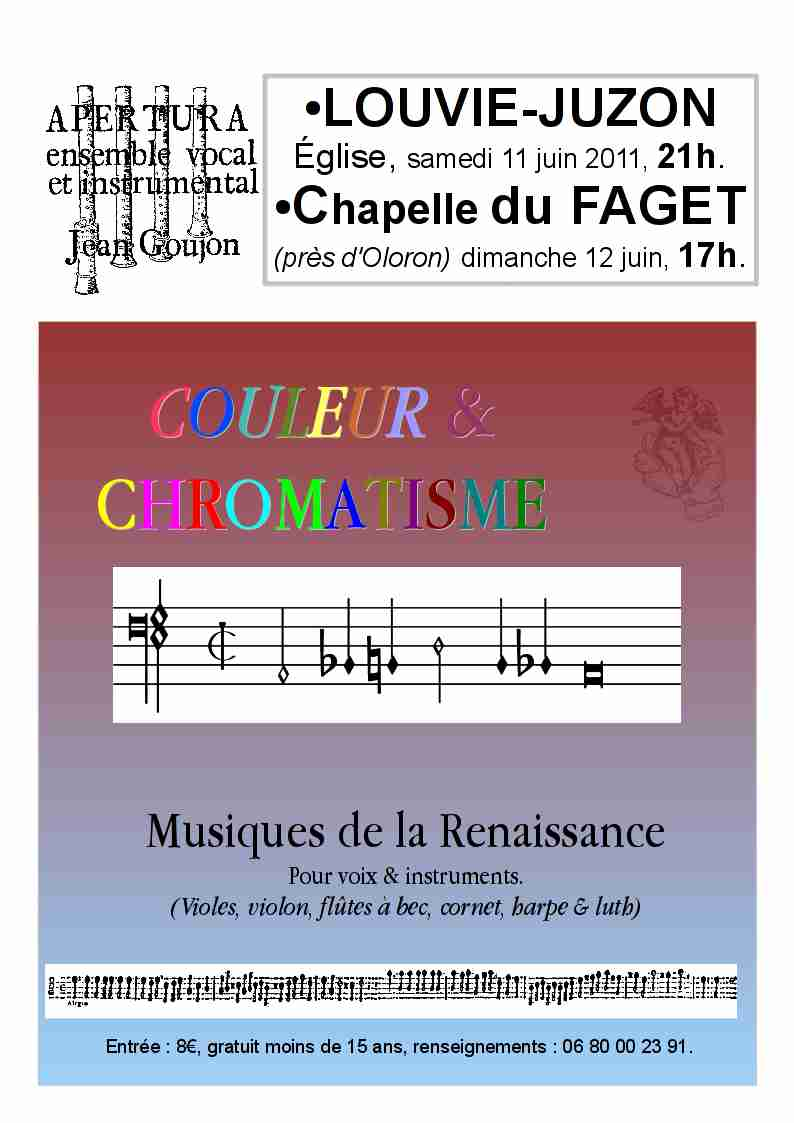 APERTURA
ensemble vocal
et instrumental
Jean Goujon
•LOUVIE-JUZON
Église, samedi 11 juin 2011, 21h.
•Chapelle du FAGET
(près d'Oloron) dimanche 12 juin, 17h.
COULEUR &
CHROMATISME
Musiques de la Renaissance
Pour voix & instruments.
(Violes, violon, flûtes à bec, cornet, harpe & luth)
Entrée : 8€, gratuit moins de 15 ans, renseignements : 06 80 00 23 91.